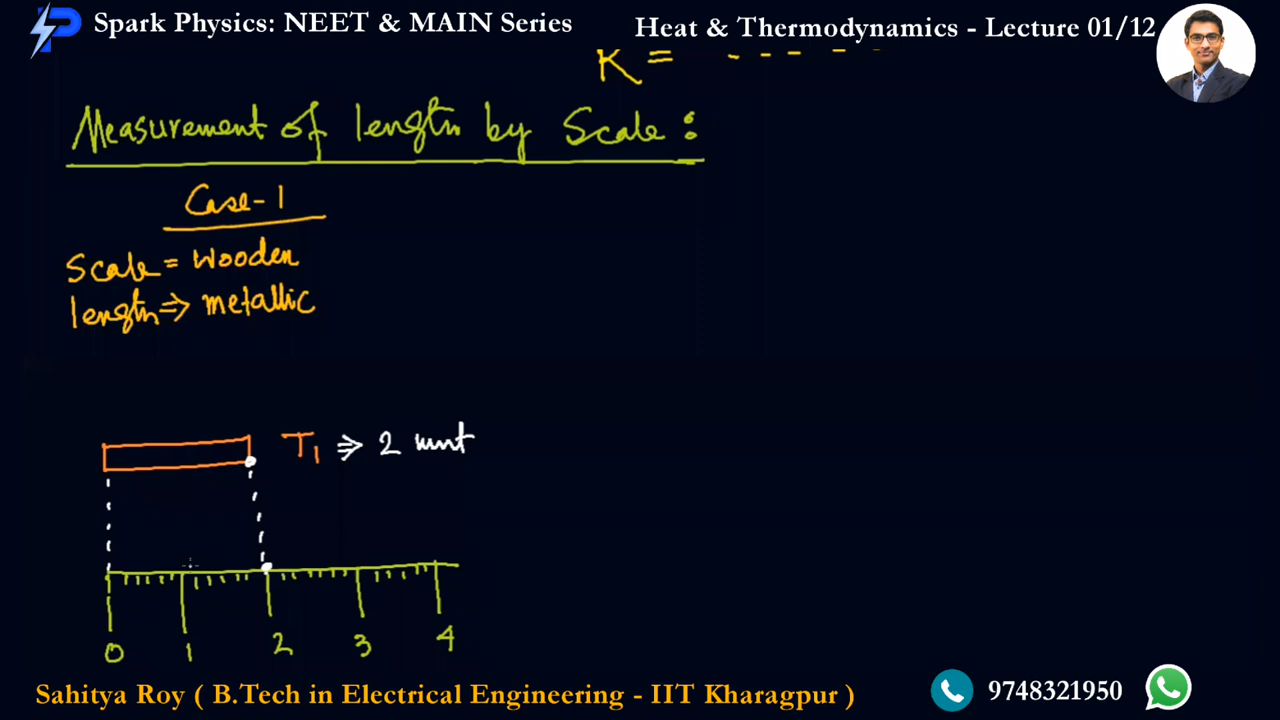 Spark Physics: NEET & MAIN Series
Heat & Thermodynamics - Lecture 01/12
K = - - - - -
Measurement of length by Scale :
Case-1
Scale = Wooden
length ⇒ metallic
T₁ ⇒ 2 unit
0 1 2 3 4
Sahitya Roy ( B.Tech in Electrical Engineering - IIT Kharagpur )
9748321950